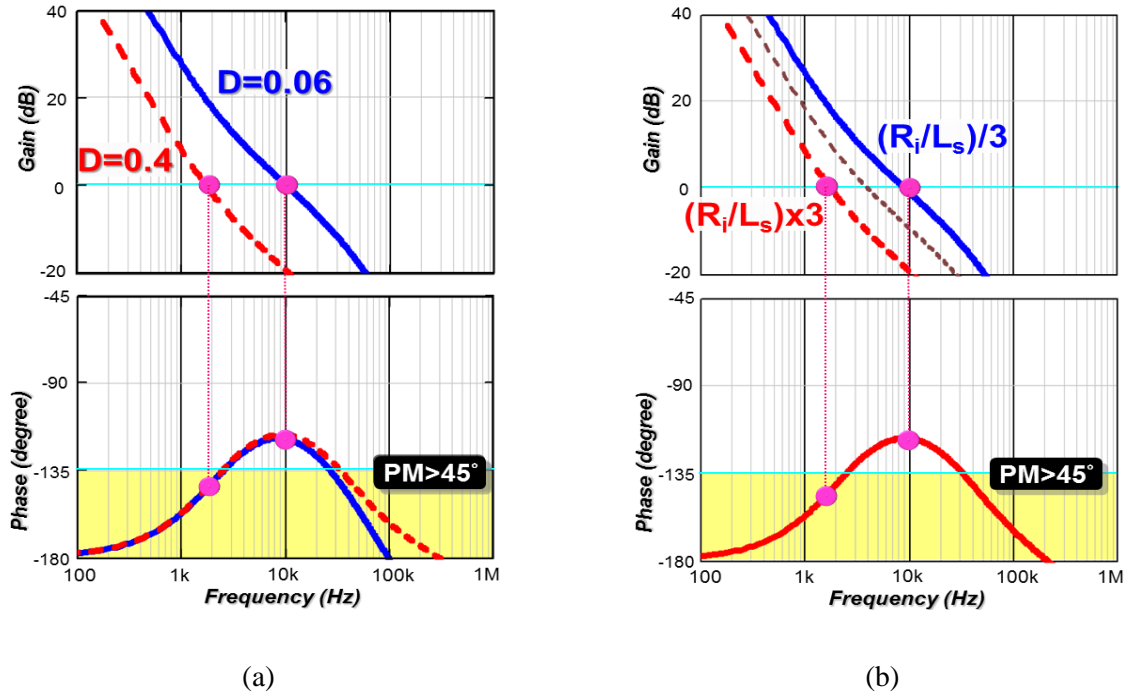 40
20
0
-20
Gain (dB)
D=0.06
D=0.4
-45
-90
-135
-180
Phase (degree)
PM>45°
100 1k 10k 100k 1M
Frequency (Hz)
(a)
40
20
0
-20
Gain (dB)
(Rᵢ/Lₛ)/3
(Rᵢ/Lₛ)x3
-45
-90
-135
-180
Phase (degree)
PM>45°
100 1k 10k 100k 1M
Frequency (Hz)
(b)